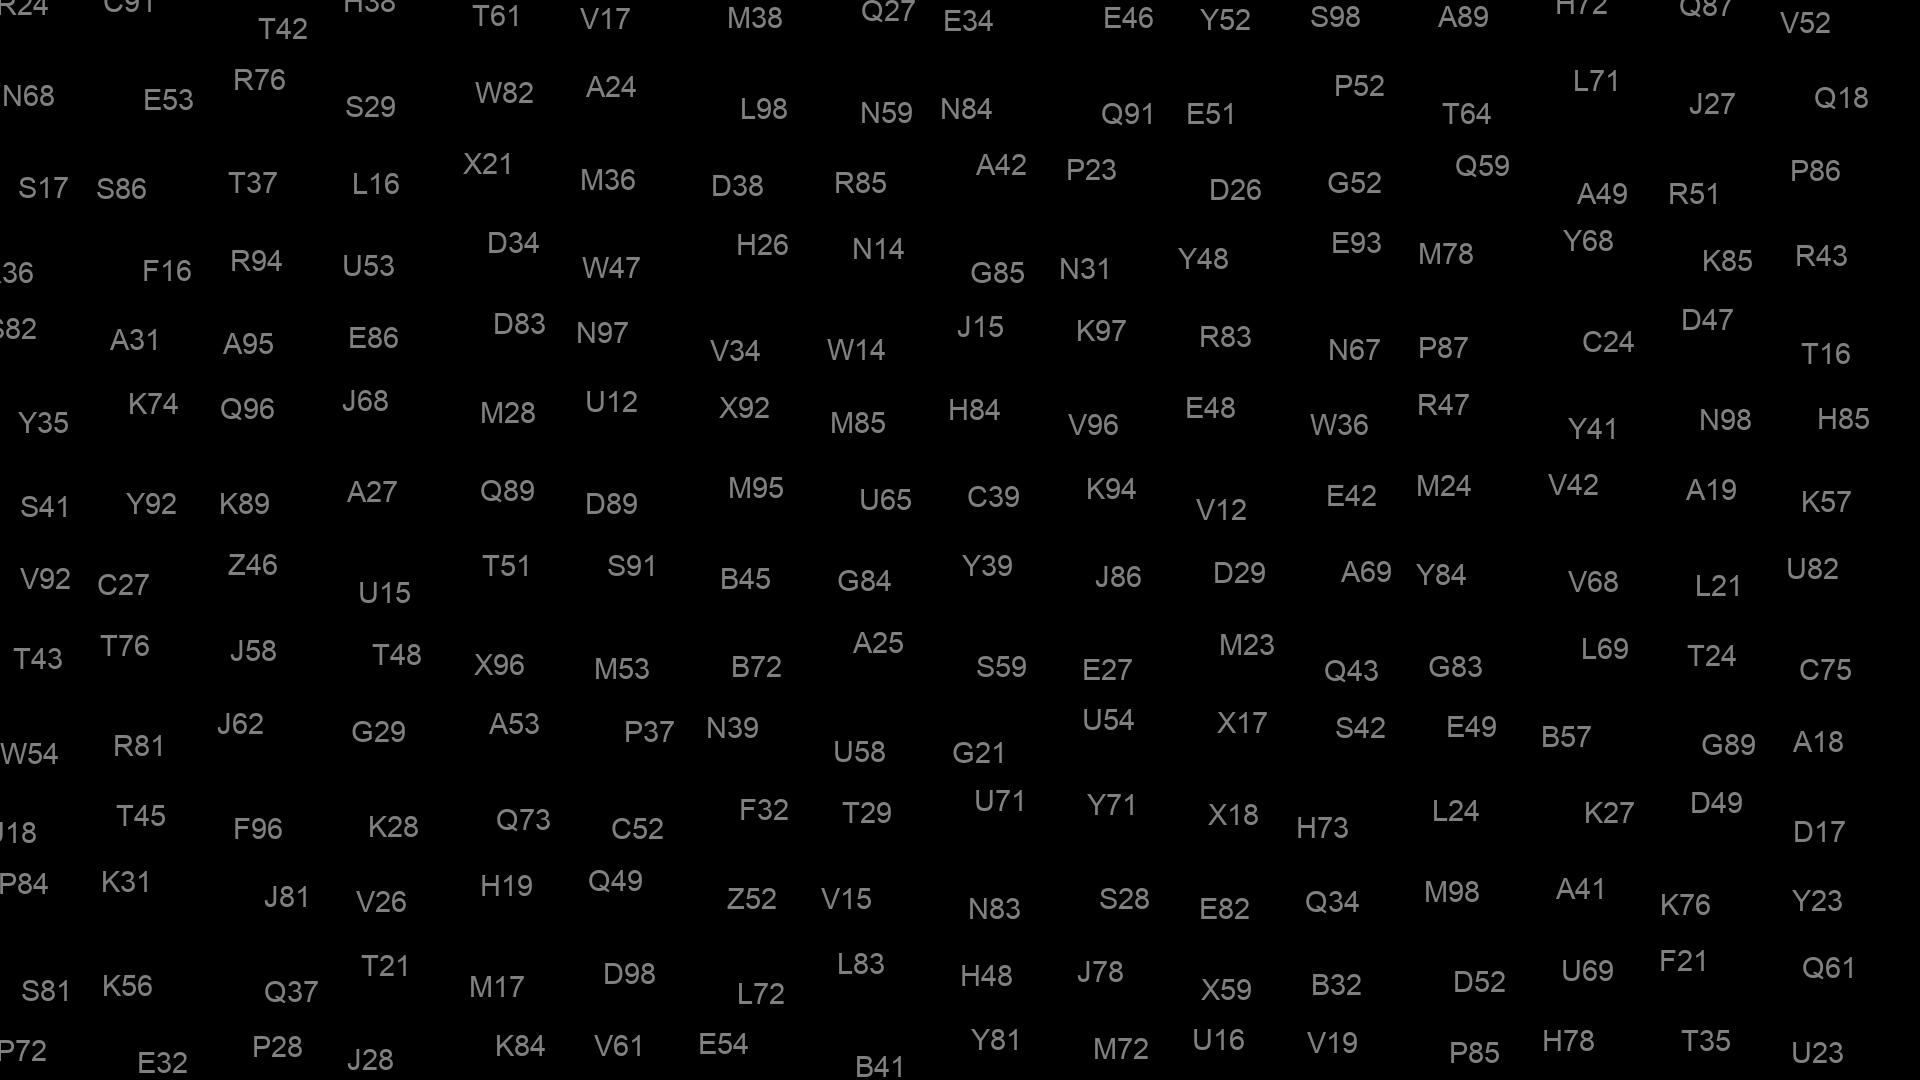 R24 C91 T42 H38 T61 V17 M38 Q27 E34 E46 Y52 S98 A89 H72 Q87 V52
N68 E53 R76 S29 W82 A24 L98 N59 N84 Q91 E51 P52 T64 L71 J27 Q18
S17 S86 T37 L16 X21 M36 D38 R85 A42 P23 D26 G52 Q59 A49 R51 P86
36 F16 R94 U53 D34 W47 H26 N14 G85 N31 Y48 E93 M78 Y68 K85 R43
82 A31 A95 E86 D83 N97 V34 W14 J15 K97 R83 N67 P87 C24 D47 T16
Y35 K74 Q96 J68 M28 U12 X92 M85 H84 V96 E48 W36 R47 Y41 N98 H85
S41 Y92 K89 A27 Q89 D89 M95 U65 C39 K94 V12 E42 M24 V42 A19 K57
V92 C27 Z46 U15 T51 S91 B45 G84 Y39 J86 D29 A69 Y84 V68 L21 U82
T43 T76 J58 T48 X96 M53 B72 A25 S59 E27 M23 Q43 G83 L69 T24 C75
W54 R81 J62 G29 A53 P37 N39 U58 G21 U54 X17 S42 E49 B57 G89 A18
18 T45 F96 K28 Q73 C52 F32 T29 U71 Y71 X18 H73 L24 K27 D49 D17
P84 K31 J81 V26 H19 Q49 Z52 V15 N83 S28 E82 Q34 M98 A41 K76 Y23
S81 K56 Q37 T21 M17 D98 L72 L83 H48 J78 X59 B32 D52 U69 F21 Q61
P72 E32 P28 J28 K84 V61 E54 B41 Y81 M72 U16 V19 P85 H78 T35 U23